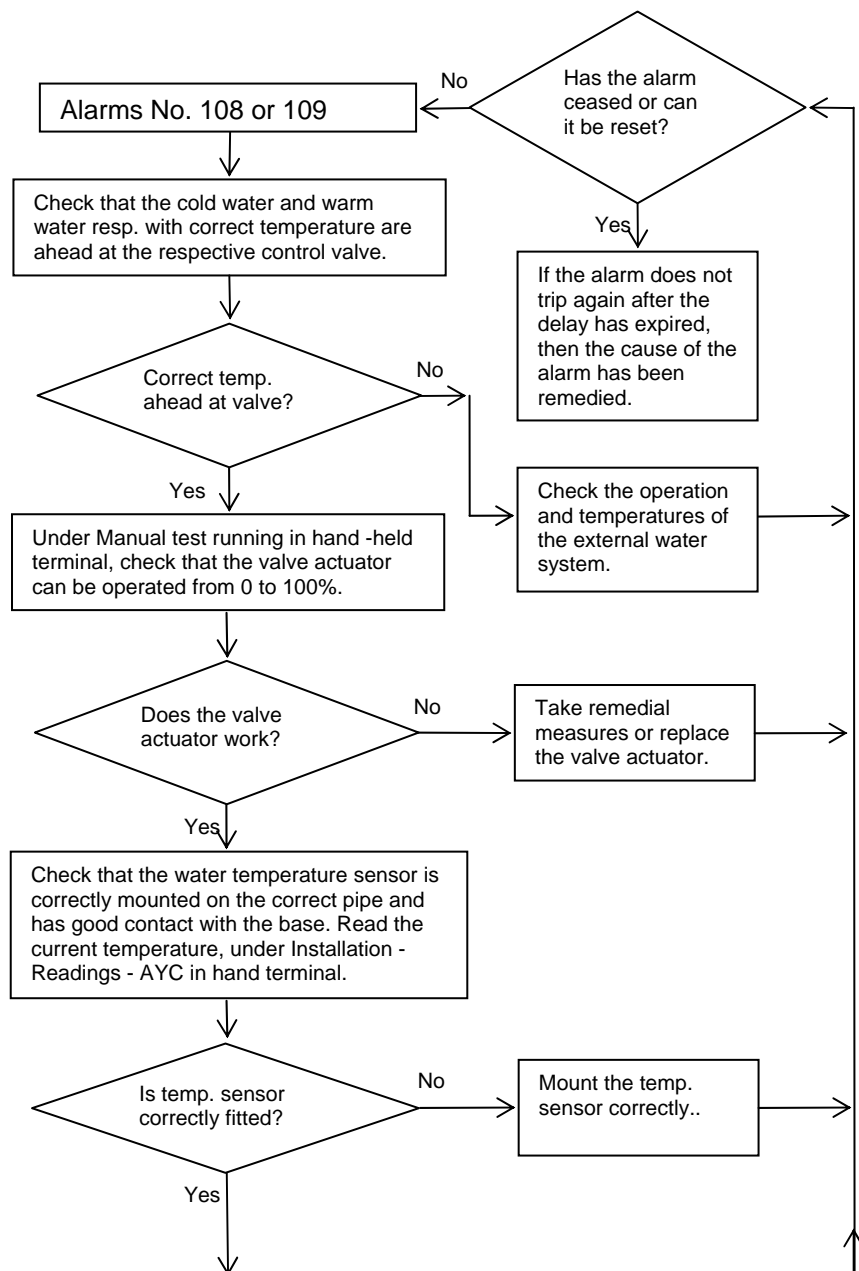 No
Has the alarm
ceased or can
it be reset?
Alarms No. 108 or 109
Yes
Check that the cold water and warm
water resp. with correct temperature are
ahead at the respective control valve.
If the alarm does not
trip again after the
delay has expired,
then the cause of the
alarm has been
remedied.
Correct temp.
ahead at valve?
No
Yes
Check the operation
and temperatures of
the external water
system.
Under Manual test running in hand -held
terminal, check that the valve actuator
can be operated from 0 to 100%.
Does the valve
actuator work?
No
Take remedial
measures or replace
the valve actuator.
Yes
Check that the water temperature sensor is
correctly mounted on the correct pipe and
has good contact with the base. Read the
current temperature, under Installation -
Readings - AYC in hand terminal.
Is temp. sensor
correctly fitted?
No
Mount the temp.
sensor correctly..
Yes